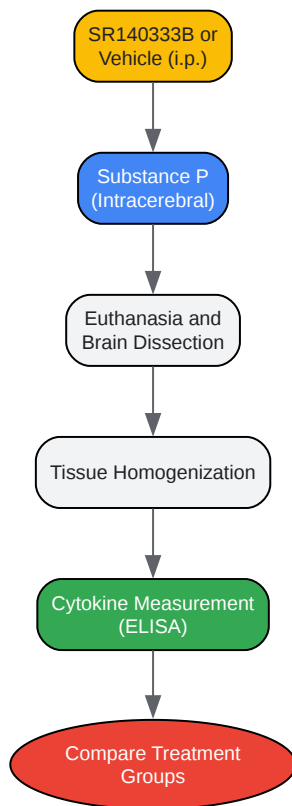 SR140333B or
Vehicle (i.p.)
Substance P
(Intracerebral)
Euthanasia and
Brain Dissection
Tissue Homogenization
Cytokine Measurement
(ELISA)
Compare Treatment
Groups